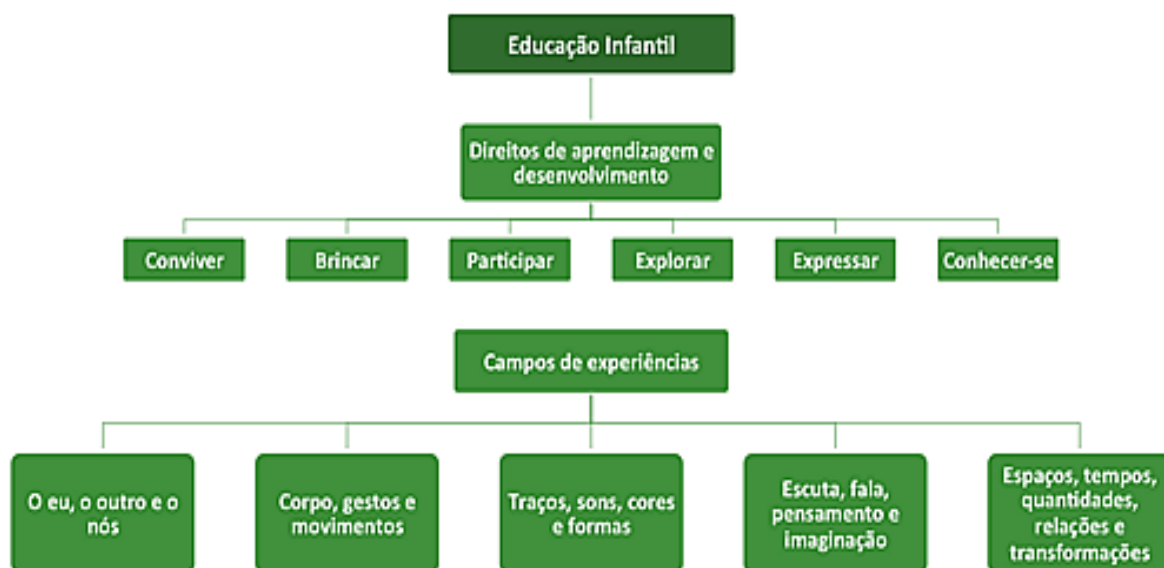 Educação Infantil
Direitos de aprendizagem e
desenvolvimento
Conviver
Brincar
Participar
Explorar
Expressar
Conhecer-se
Campos de experiências
O eu, o outro e o
nós
Corpo, gestos e
movimentos
Traços, sons, cores
e formas
Escuta, fala,
pensamento e
imaginação
Espaços, tempos,
quantidades,
relações e
transformações